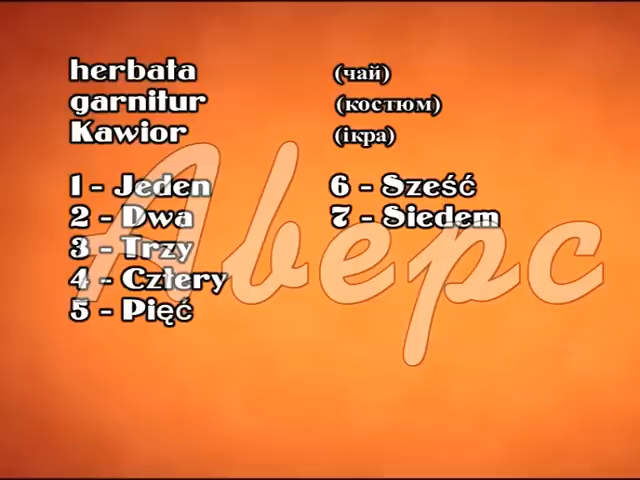 herbata (чай)
garnitur (костюм)
Kawior (ікра)
1 - Jeden 6 - Sześć
2 - Dwa 7 - Siedem
3 - Trzy
4 - Cztery
5 - Pięć
Аверс